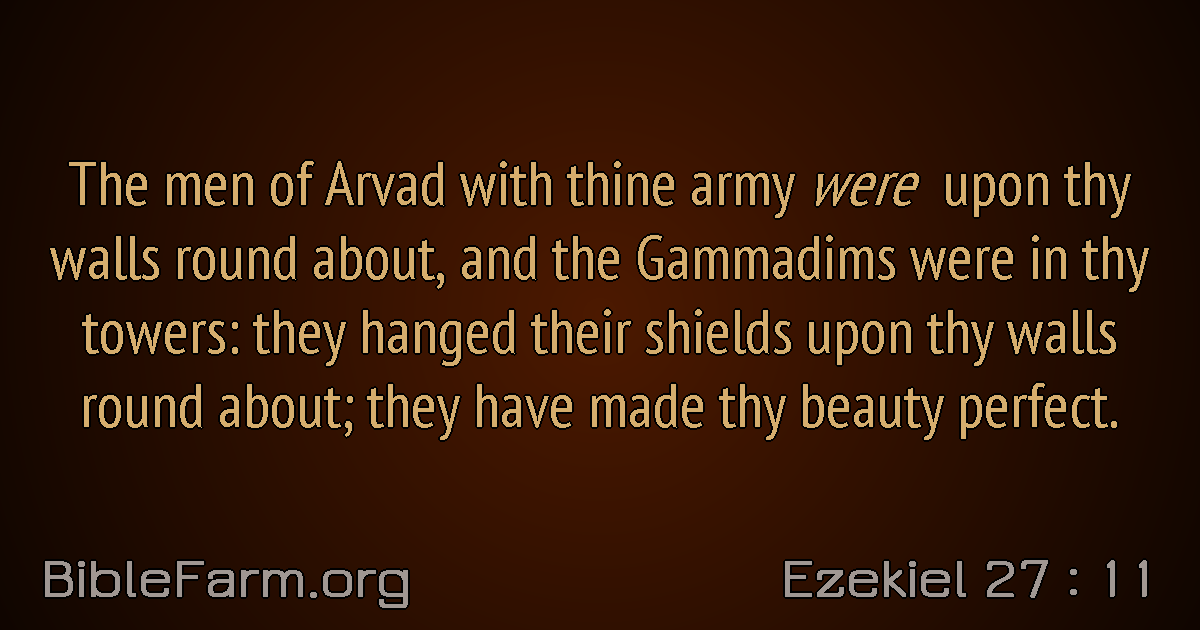 The men of Arvad with thine army were upon thy
walls round about, and the Gammadims were in thy
towers: they hanged their shields upon thy walls
round about; they have made thy beauty perfect.
BibleFarm.org
Ezekiel 27 : 11